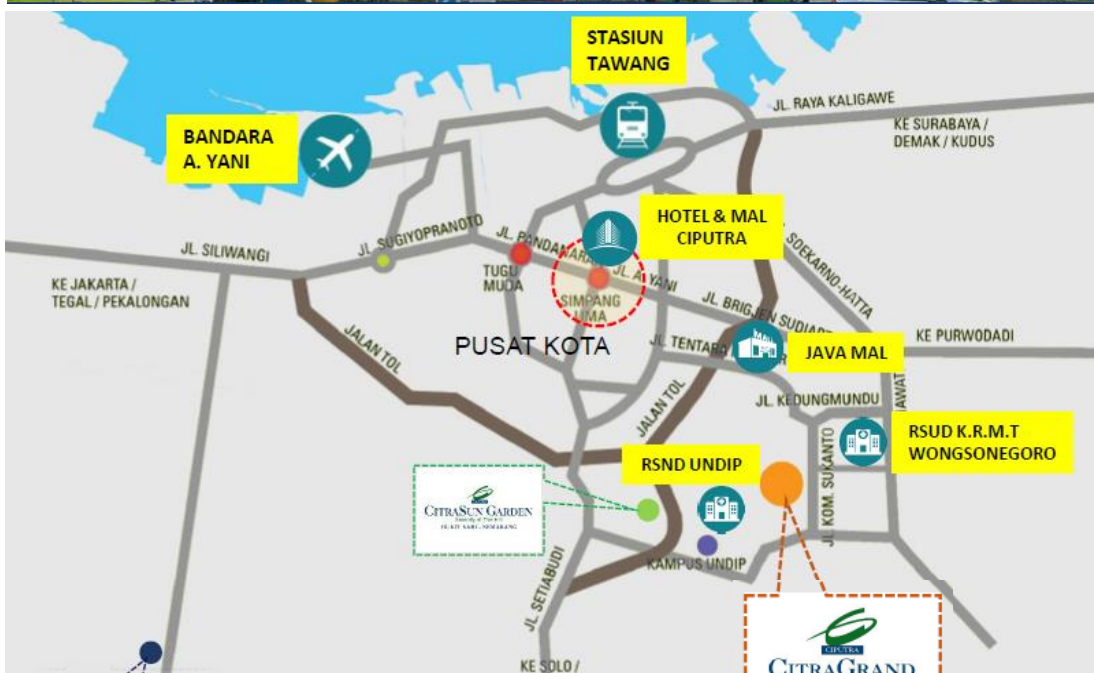 STASIUN
TAWANG
JL. RAYA KALIGAWE
KE SURABAYA /
DEMAK / KUDUS
BANDARA
A. YANI
HOTEL & MAL
CIPUTRA
JL. SILIWANGI
JL. SUGIYOPRANOTO
JL. PANDANARAN
JL. A. YANI
SOEKARNO-HATTA
KE JAKARTA /
TEGAL / PEKALONGAN
TUGU
MUDA
SIMPANG
LIMA
JL. BRIGJEN
PUSAT KOTA
JALAN TOL
JL. TENTARA
MAL
JAVA MAL
KE PURWODADI
JL. KEDUNGMUNDU
JALAN TOL
RSND UNDIP
JL. KOM. SUKANTO
RSUD K.R.M.T
WONGSONEGORO
CITRASUN GARDEN
KAMPUS UNDIP
JL. SETIABUDI
KE SOLO /
CIPUTRA
CITRAGRAND